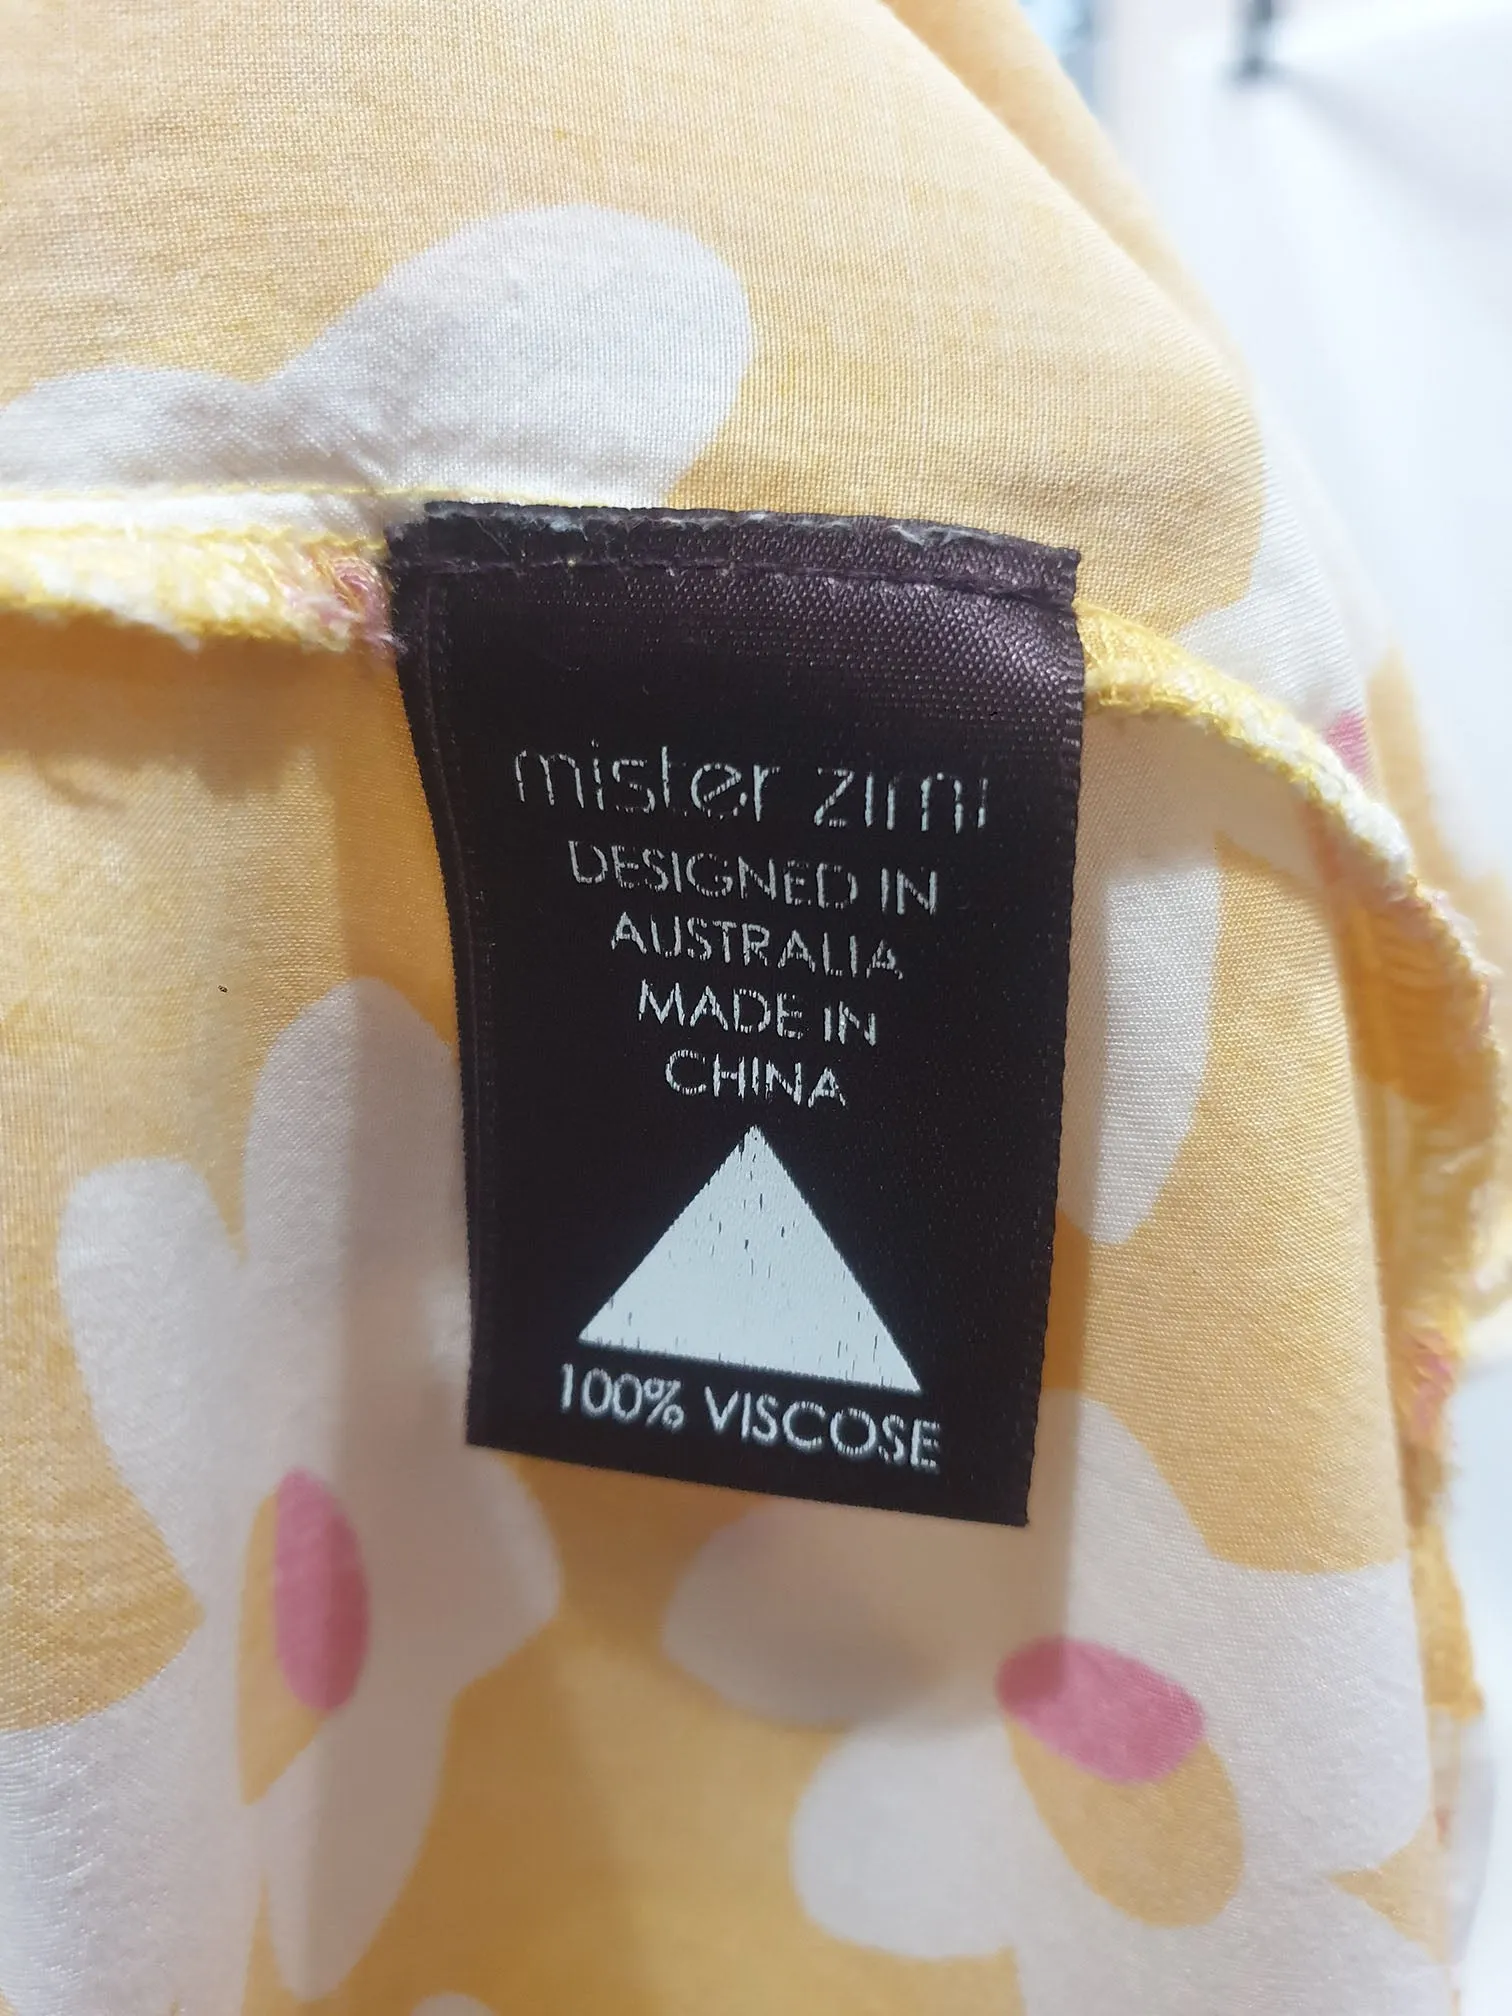 mister zimi
DESIGNED IN
AUSTRALIA
MADE IN
CHINA
100% VISCOSE